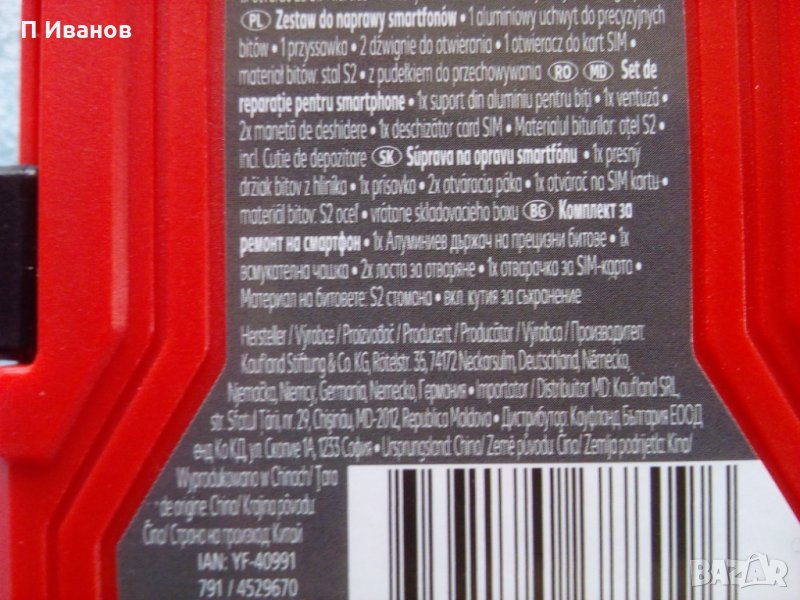 П Иванов
PL Zestaw do naprawy smartfonów • 1 aluminiowy uchwyt do precyzyjnych
bitów • 1 przyssawka • 2 dźwignie do otwierania • 1 otwieracz do kart SIM •
materiał bitów: stal S2 • z pudełkiem do przechowywania RO MD Set de
reparație pentru smartphone • 1x suport din aluminiu pentru biți • 1x ventuză •
2x manetă de deshidere • 1x deschizător card SIM • Materialul biturilor: oțel S2 •
incl. Cutie de depozitare SK Súprava na opravu smartfónu • 1x presný
držiak bitov z hliníka • 1x prísavka • 2x otváracia páka • 1x otvárač na SIM kartu •
materiál bitov: S2 oceľ • vrátane skladovacieho boxu BG Комплект за
ремонт на смартфон • 1x Алуминиев държач на прецизни битове • 1x
вомукателна чашка • 2x лоста за отваряне • 1x отварачка за SIM-карта •
Материал на битовете: S2 стомана • вкл. кутия за съхранение
Hersteller / Výrobce / Proizvođač / Producent / Producător / Výrobca / Производител:
Kaufland Stiftung & Co. KG, Rötelstr. 35, 74172 Neckarsulm, Deutschland, Německo,
Njemačka, Niemcy, Germania, Nemecko, Германия • Importator / Distribuitor MD: Kaufland SRL,
str. Sfatul Țării, nr. 29, Chișinău, MD-2012, Republica Moldova • Дистрибутор: Кауфланд България ЕООД
енд Ко КД, ул. Скопие 1А, 1233 София • Ursprungsland: China/ Země původu: Čína/ Zemlja podrijetla: Kina/
Wyprodukowano w Chinach/ Țara
de origine: China/ Krajina pôvodu:
Čína/ Страна на произход: Китай
IAN: YF-40991
791 / 4529670
BAZAR